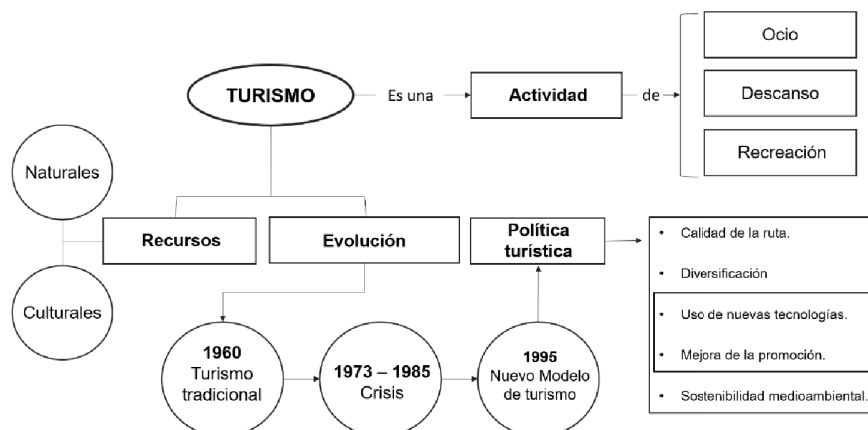 TURISMO
Es una
Actividad
de
Ocio
Descanso
Recreación
Naturales
Culturales
Recursos
Evolución
Política
turística
1960
Turismo
tradicional
1973 – 1985
Crisis
1995
Nuevo Modelo
de turismo
• Calidad de la ruta.
• Diversificación
• Uso de nuevas tecnologías.
• Mejora de la promoción.
• Sostenibilidad medioambiental.